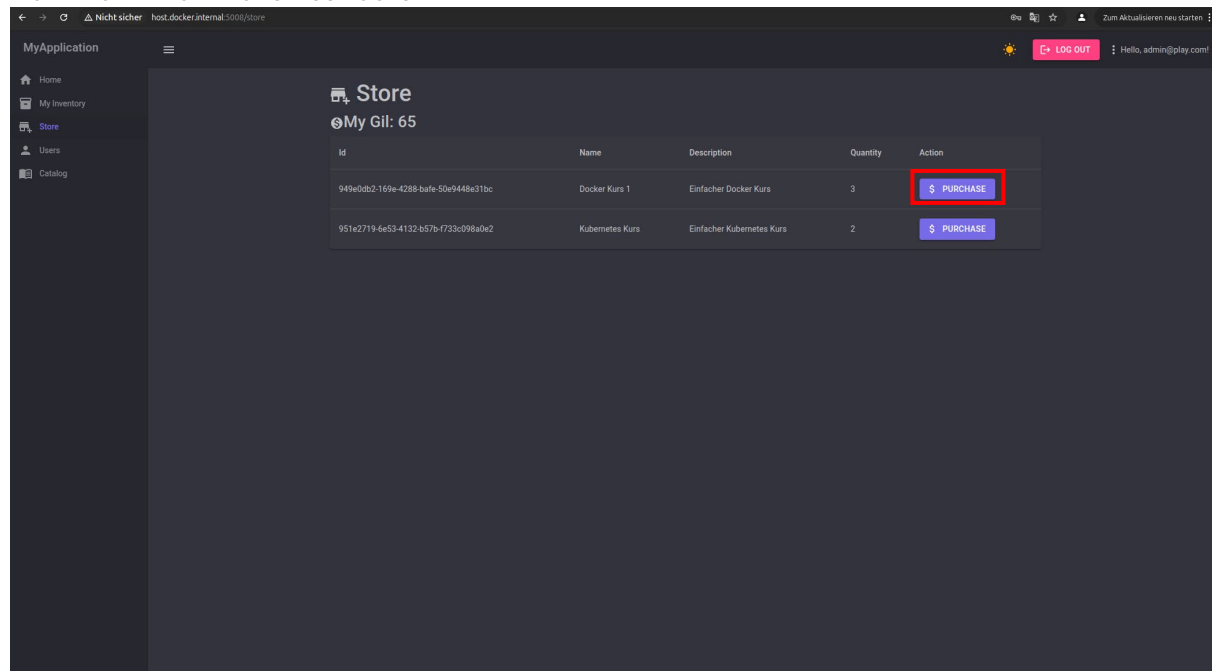 Nicht sicher host.docker.internal:5008/store Zum Aktualisieren neu starten
MyApplication LOG OUT Hello, admin@play.com!
Home
My Inventory
Store
Users
Catalog
Store
My Gil: 65
Id Name Description Quantity Action
949e0db2-169e-4288-bafe-50e9448e31bc Docker Kurs 1 Einfacher Docker Kurs 3 $ PURCHASE
951e2719-6e53-4132-b57b-f733c098a0e2 Kubernetes Kurs Einfacher Kubernetes Kurs 2 $ PURCHASE